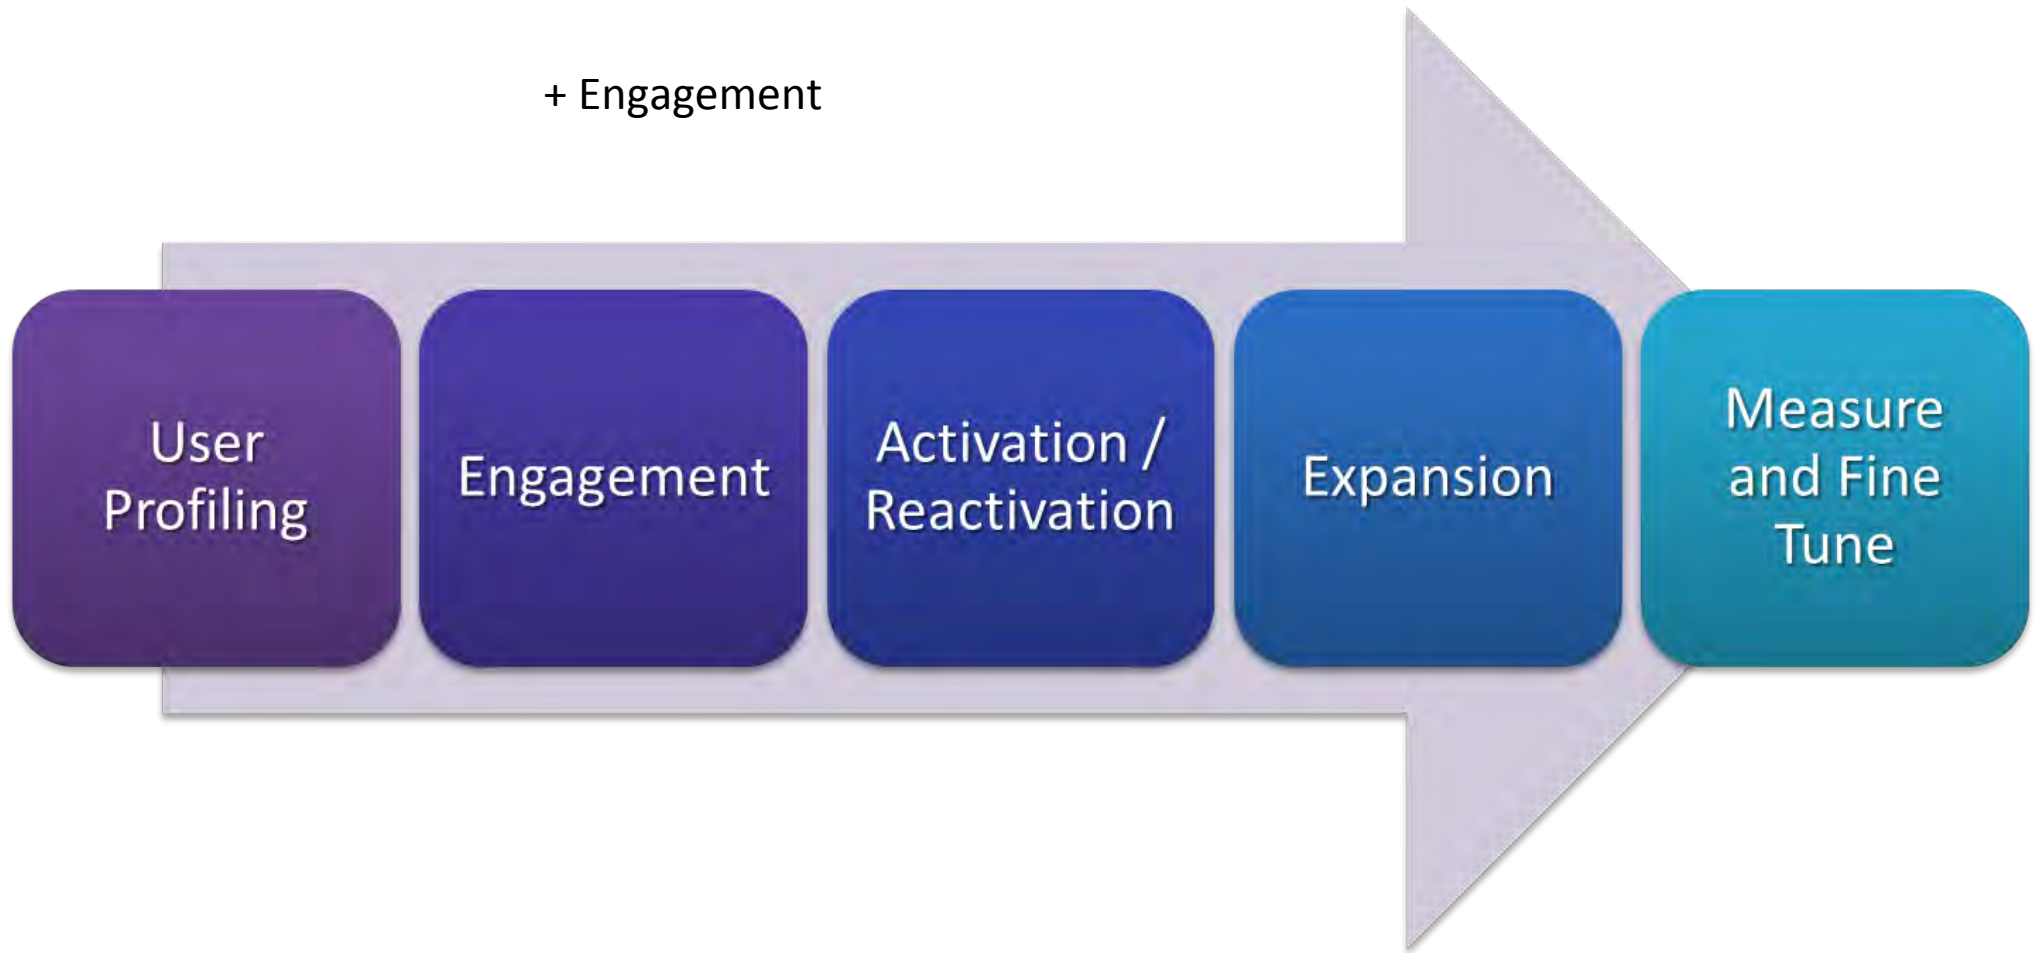 + Engagement
User
Profiling
Engagement
Activation /
Reactivation
Expansion
Measure
and Fine
Tune